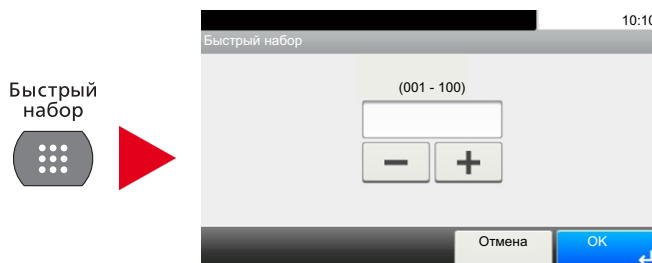 Быстрый
набор
10:10
Быстрый набор
(001 - 100)
Отмена
OK